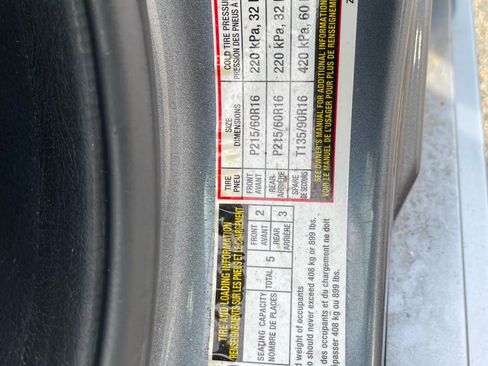 TIRE AND LOADING INFORMATION
RENSEIGNEMENTS SUR LES PNEUS ET LE CHARGEMENT
SEATING CAPACITY
NOMBRE DE PLACES
TOTAL 5
FRONT
AVANT 2
REAR
ARRIÈRE 3
d weight of occupants
o should never exceed 408 kg or 899 lbs.
des occupants et du chargement ne doit
passer 408 kg ou 899 lbs.
TIRE
PNEU
SIZE
DIMENSIONS
COLD TIRE PRESSURE
PRESSION DES PNEUS À
FRONT
AVANT
P215/60R16
220 kPa, 32
REAR
ARRIÈRE
P215/60R16
220 kPa, 32
SPARE
DE SECOURS
T135/90R16
420 kPa, 60
SEE OWNER'S MANUAL FOR ADDITIONAL INFORMATION
VOIR LE MANUEL DE L'USAGER POUR PLUS DE RENSEIGNEMEN